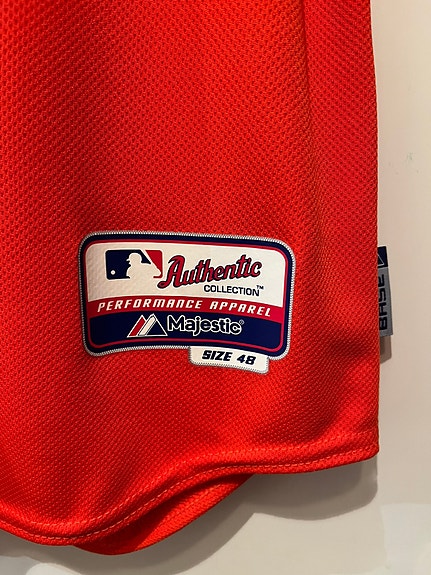 Authentic
COLLECTION™
PERFORMANCE APPAREL
Majestic®
SIZE 48
BASE